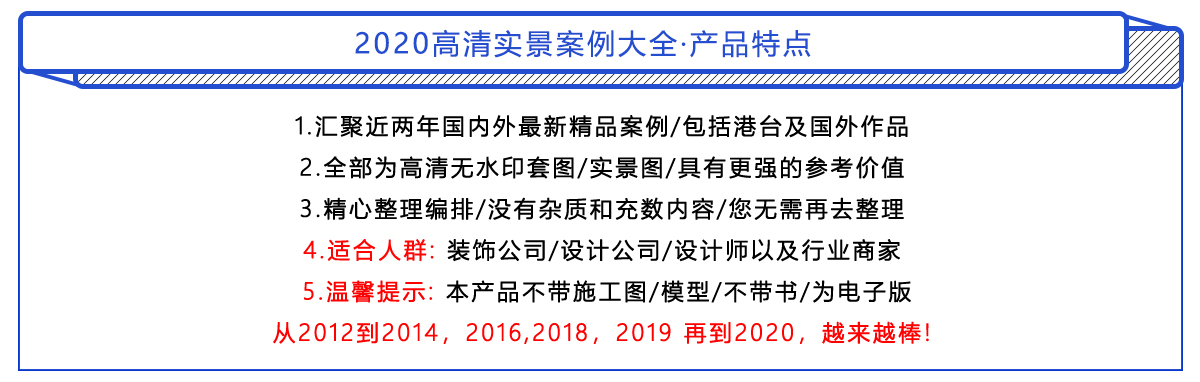 2020高清实景案例大全·产品特点
1.汇聚近两年国内外最新精品案例/包括港台及国外作品
2.全部为高清无水印套图/实景图/具有更强的参考价值
3.精心整理编排/没有杂质和充数内容/您无需再去整理
4.适合人群: 装饰公司/设计公司/设计师以及行业商家
5.温馨提示: 本产品不带施工图/模型/不带书/为电子版
从2012到2014，2016,2018，2019 再到2020，越来越棒!